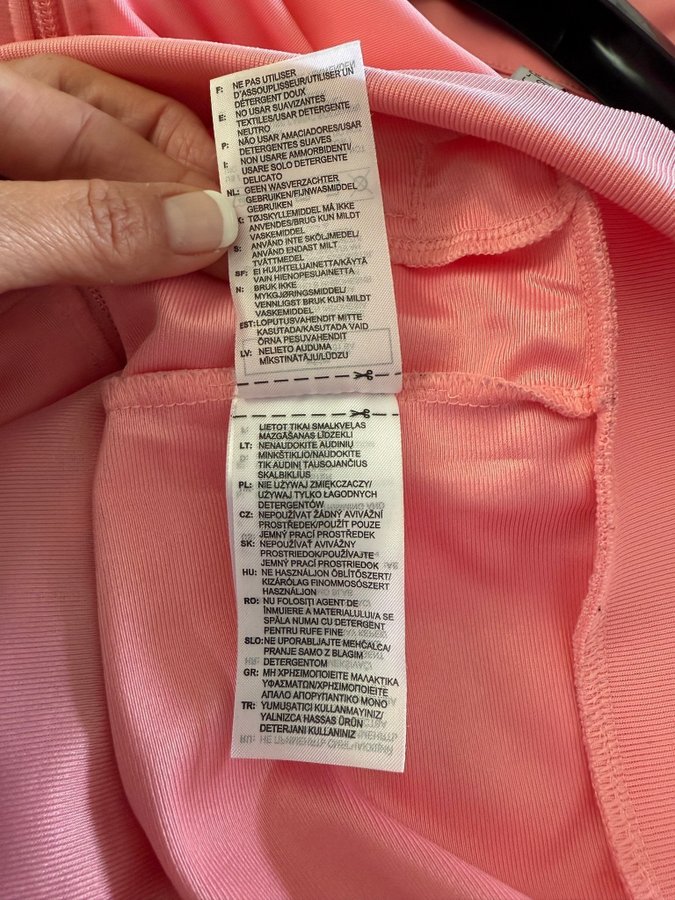 F: NE PAS UTILISER
D'ASSOUPLISSEUR/UTILISER UN
DÉTERGENT DOUX
E: NO USAR SUAVIZANTES
TEXTILES/USAR DETERGENTE
NEUTRO
P: NÃO USAR AMACIADORES/USAR
DETERGENTES SUAVES
I: NON USARE AMMORBIDENTI/
USARE SOLO DETERGENTE
DELICATO
NL: GEEN WASVERZACHTER
GEBRUIKEN/FIJNWASMIDDEL
GEBRUIKEN
TØJSKYLLEMIDDEL MÅ IKKE
ANVENDES/BRUG KUN MILDT
VASKEMIDDEL
S: ANVÄND INTE SKÖLJMEDEL/
ANVÄND ENDAST MILT
TVÄTTMEDEL
SF: EI HUUHTELUAINETTA/KÄYTÄ
VAIN HIENOPESUAINETTA
N: BRUK IKKE
MYKGJØRINGSMIDDEL/
VENNLIGST BRUK KUN MILDT
VASKEMIDDEL
EST: LOPUTUSVAHENDIT MITTE
KASUTADA/KASUTADA VAID
ÕRNA PESUVAHENDIT
LV: NELIETO AUDUMA
MĪKSTINĀTĀJU/LŪDZU
LIETOT TIKAI SMALKVEĻAS
MAZGĀŠANAS LĪDZEKLI
LT: NENAUDOKITE AUDINIŲ
MINKŠTIKLIO/NAUDOKITE
TIK AUDINĮ TAUSOJANČIUS
SKALBIKLIUS
PL: NIE UŻYWAJ ZMIĘKCZACZY/
UŻYWAJ TYLKO ŁAGODNYCH
DETERGENTÓW
CZ: NEPOUŽÍVAT ŽÁDNÝ AVIVÁŽNÍ
PROSTŘEDEK/POUŽÍT POUZE
JEMNÝ PRACÍ PROSTŘEDEK
SK: NEPOUŽÍVAŤ AVIVÁŽNY
PROSTRIEDOK/POUŽÍVAJTE
JEMNÝ PRACÍ PROSTRIEDOK
HU: NE HASZNÁLJON ÖBLÍTŐSZERT/
KIZÁRÓLAG FINOMMOSÓSZERT
HASZNÁLJON
RO: NU FOLOSIȚI AGENT DE
ÎNMUIERE A MATERIALULUI/A SE
SPĂLA NUMAI CU DETERGENT
PENTRU RUFE FINE
SLO: NE UPORABLJAJTE MEHČALCA/
PRANJE SAMO Z BLAGIM
DETERGENTOM
GR: ΜΗ ΧΡΗΣΙΜΟΠΟΙΕΙΤΕ ΜΑΛΑΚΤΙΚΑ
ΥΦΑΣΜΑΤΩΝ/ΧΡΗΣΙΜΟΠΟΙΕΙΤΕ
ΑΠΑΛΟ ΑΠΟΡΥΠΑΝΤΙΚΟ ΜΟΝΟ
TR: YUMUŞATICI KULLANMAYINIZ/
YALNIZCA HASSAS ÜRÜN
DETERJANI KULLANINIZ